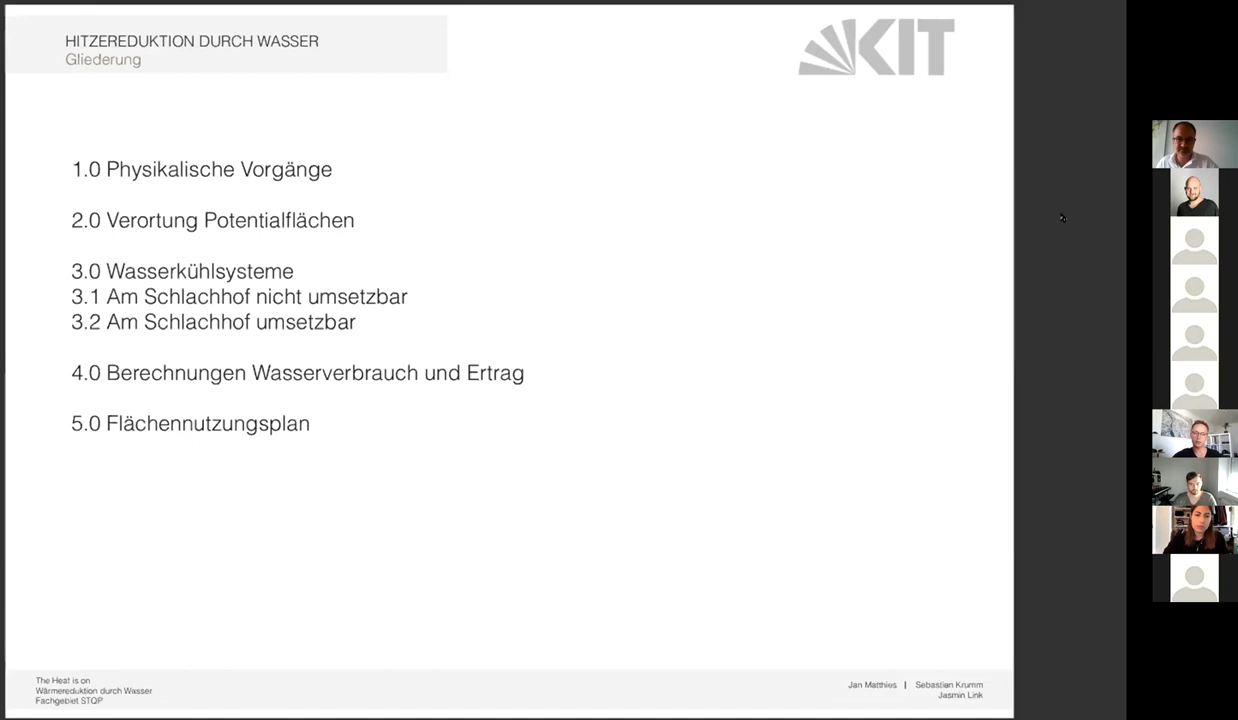 HITZEREDUKTION DURCH WASSER
Gliederung
KIT
1.0 Physikalische Vorgänge
2.0 Verortung Potentialflächen
3.0 Wasserkühlsysteme
3.1 Am Schlachhof nicht umsetzbar
3.2 Am Schlachhof umsetzbar
4.0 Berechnungen Wasserverbrauch und Ertrag
5.0 Flächennutzungsplan
The Heat is on
Wärmereduktion durch Wasser
Fachgebiet STQP
Jan Matthies | Sebastian Krumm
Jasmin Link